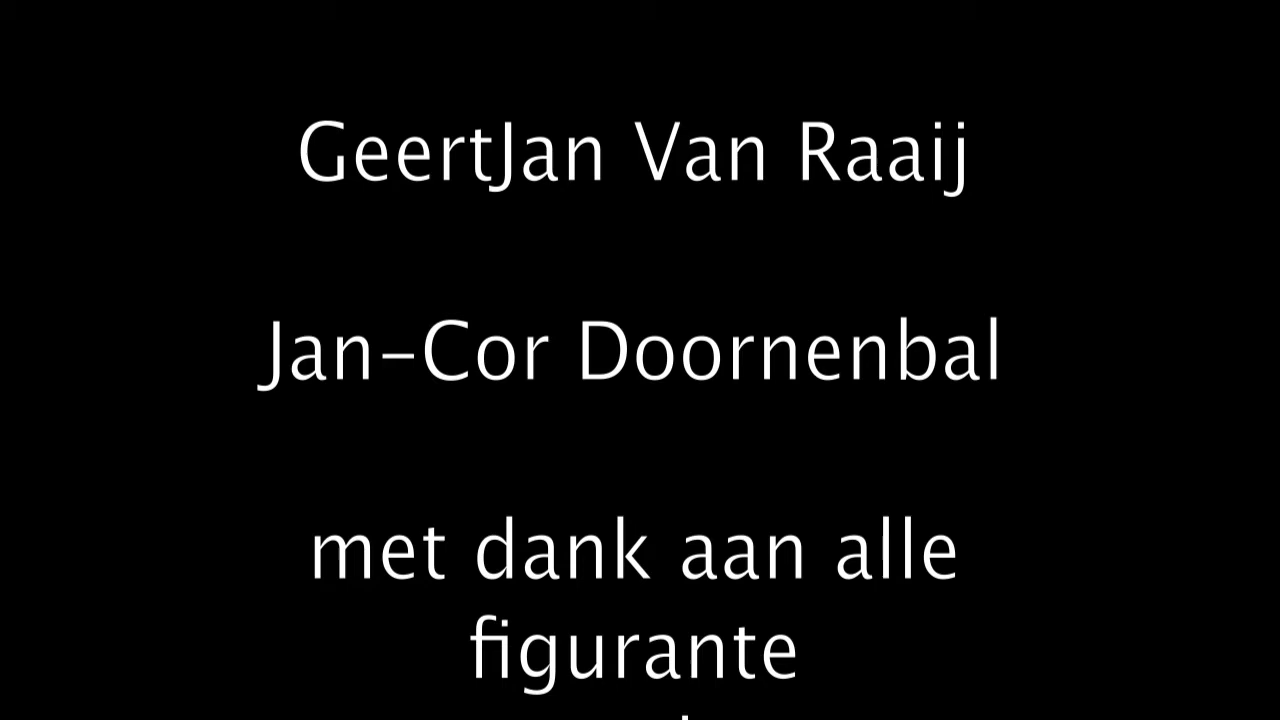 GeertJan Van Raaij
Jan-Cor Doornenbal
met dank aan alle
figurante